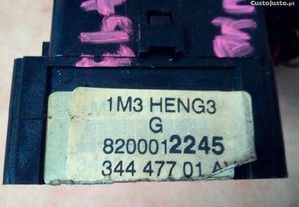 CustoJusto.pt
1M3 HENG3
G
8200012245
344 477 01 A